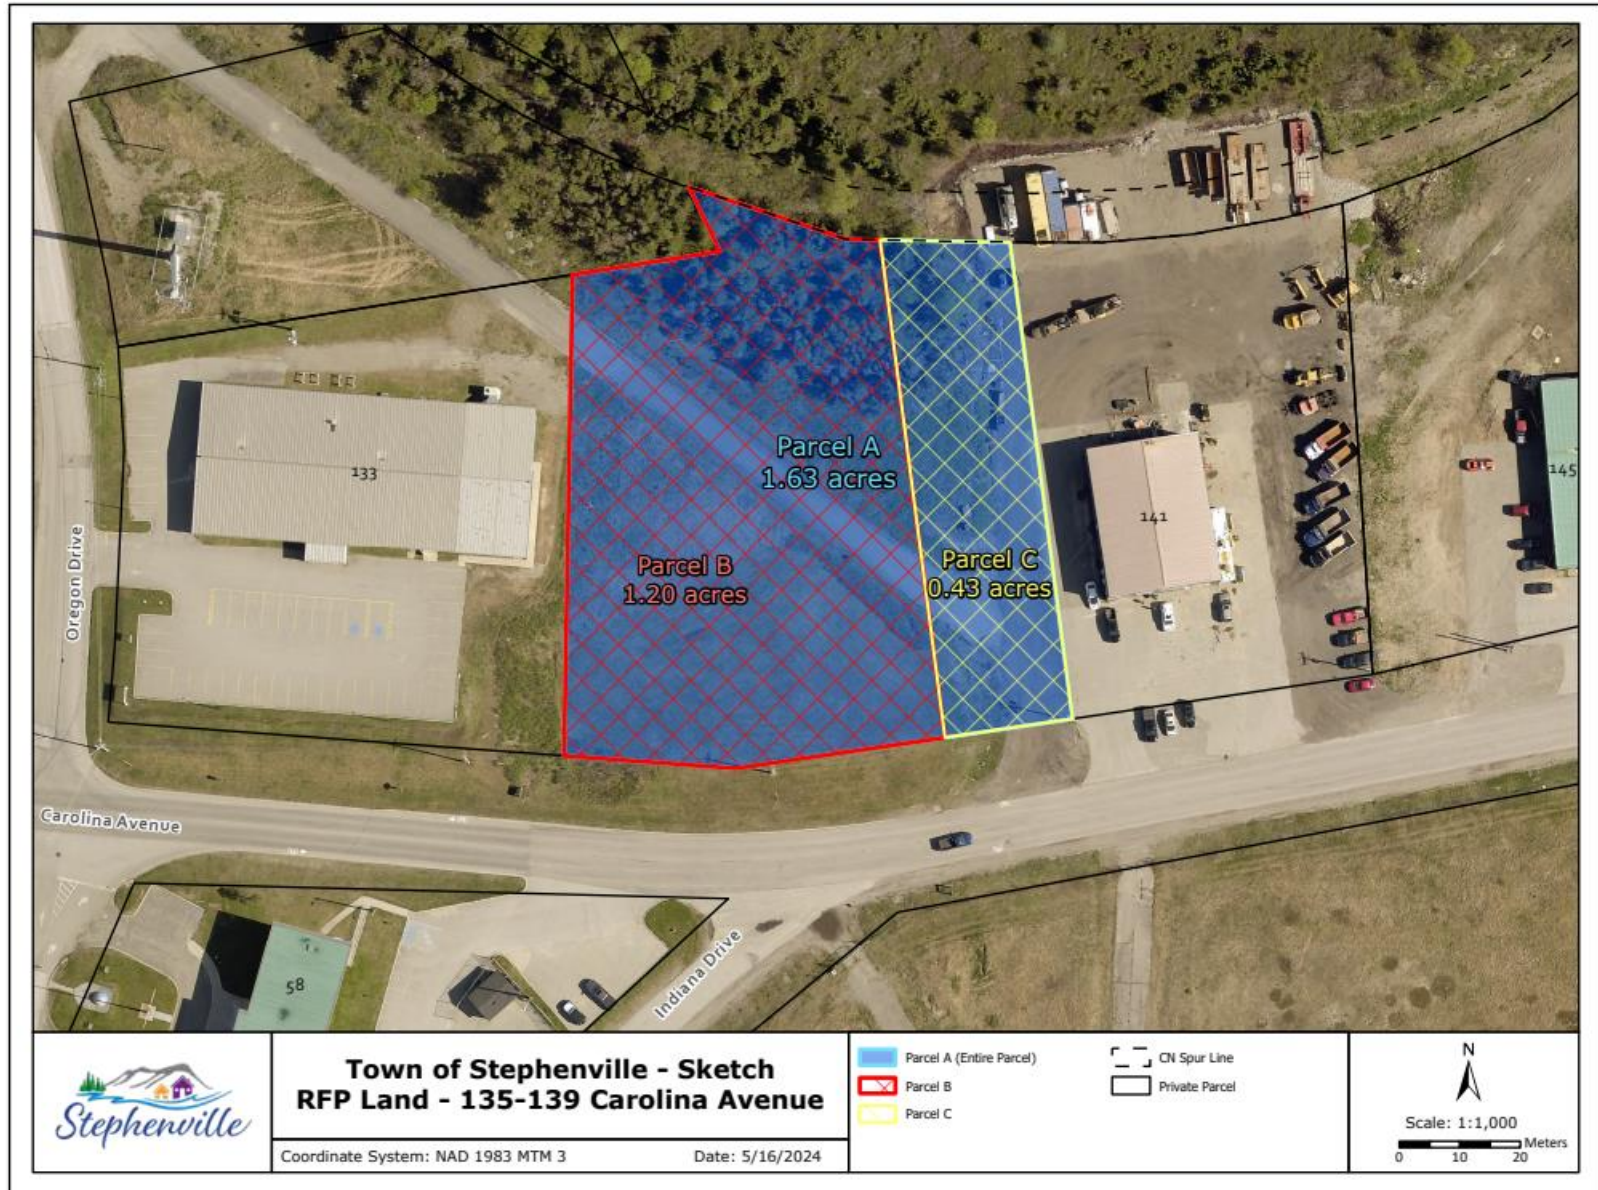 133
Parcel A
1.63 acres
Parcel B
1.20 acres
Parcel C
0.43 acres
141
145
Oregon Drive
Carolina Avenue
Indiana Drive
58
Stephenville
Town of Stephenville - Sketch
RFP Land - 135-139 Carolina Avenue
Coordinate System: NAD 1983 MTM 3
Date: 5/16/2024
Parcel A (Entire Parcel)
Parcel B
Parcel C
CN Spur Line
Private Parcel
N
Scale: 1:1,000
Meters
0 10 20